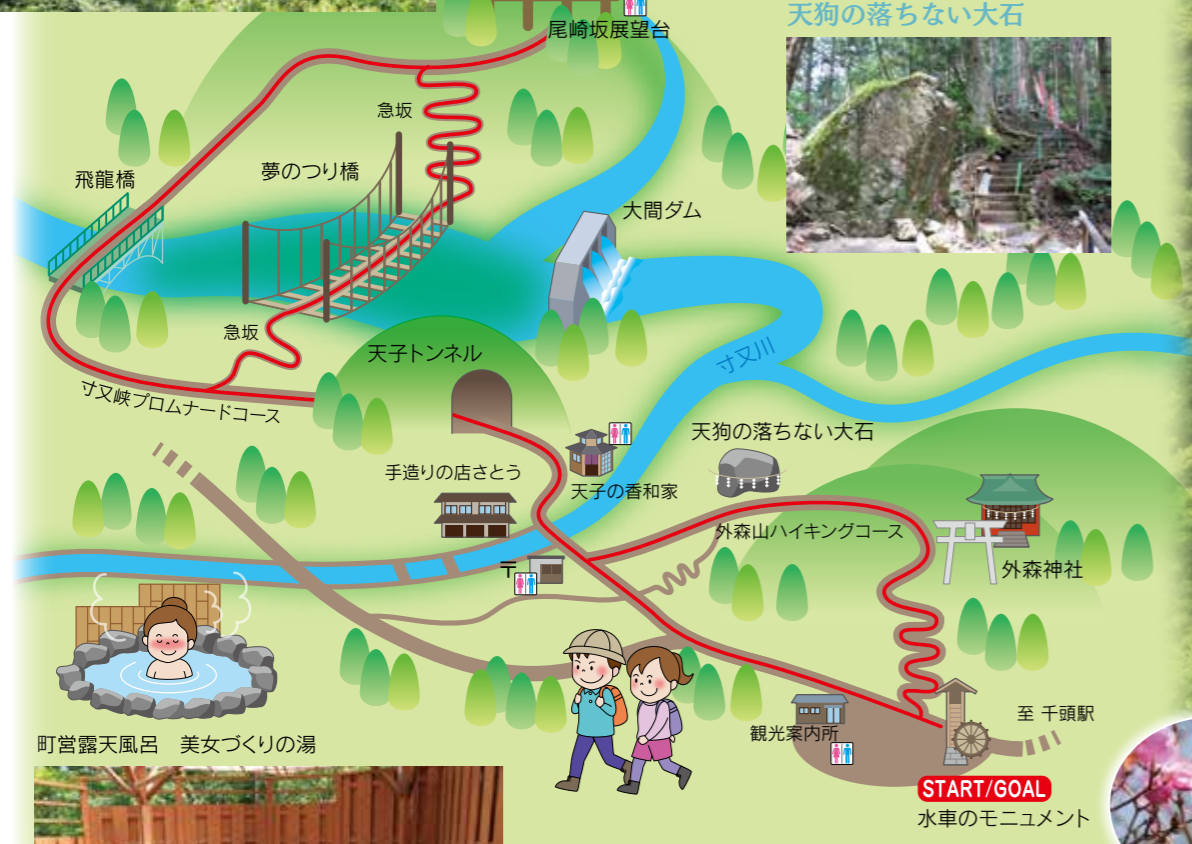 天狗の落ちない大石
尾崎坂展望台
急坂
夢のつり橋
飛龍橋
大間ダム
急坂
天子トンネル
寸又川
寸又峡プロムナードコース
天狗の落ちない大石
手造りの店さとう
天子の香和家
外森山ハイキングコース
〒
外森神社
至 千頭駅
観光案内所
町営露天風呂　美女づくりの湯
START/GOAL
水車のモニュメント